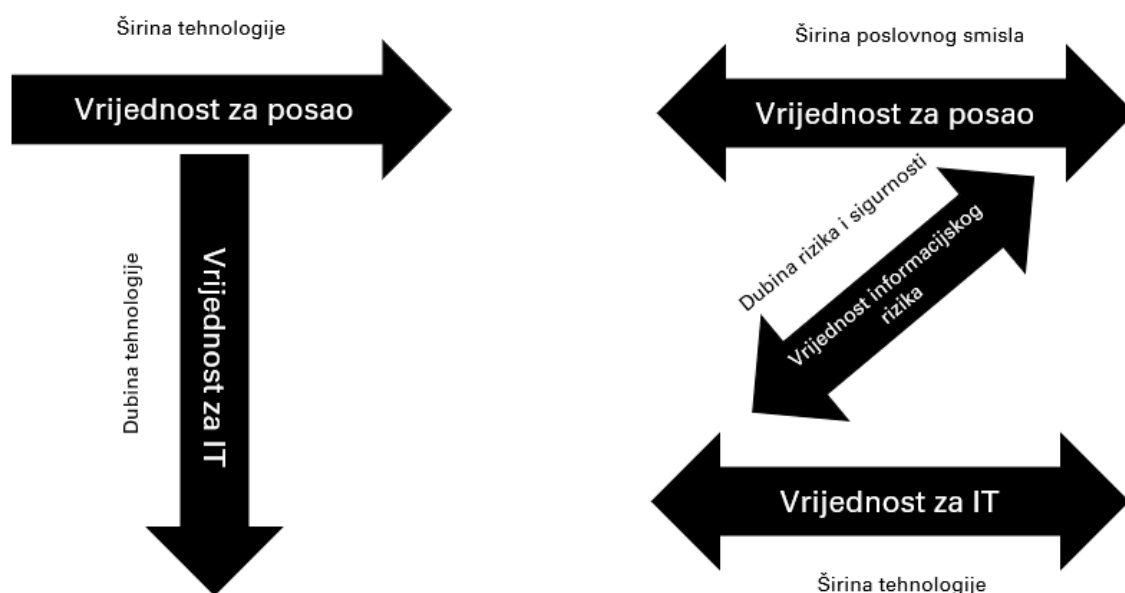 Širina tehnologije
Vrijednost za posao
Dubina tehnologije
Vrijednost za IT
Širina poslovnog smisla
Vrijednost za posao
Dubina rizika i sigurnosti
Vrijednost informacijskog
rizika
Vrijednost za IT
Širina tehnologije